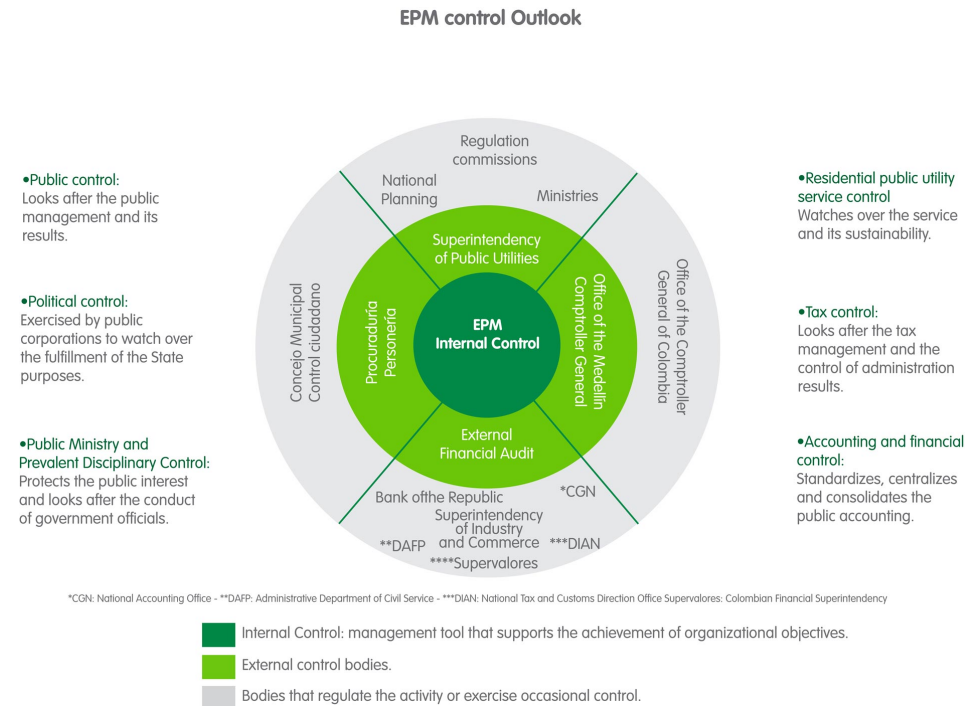 EPM control Outlook
•Public control:
Looks after the public
management and its
results.
•Political control:
Exercised by public
corporations to watch over
the fulfillment of the State
purposes.
•Public Ministry and
Prevalent Disciplinary Control:
Protects the public interest
and looks after the conduct
of government officials.
Regulation
commissions
National
Planning
Ministries
Superintendency
of Public Utilities
Concejo Municipal
Control ciudadano
Procuraduría
Personería
EPM
Internal Control
Office of the Medellín
Comptroller General
Office of the Comptroller
General of Colombia
External
Financial Audit
Bank ofthe Republic
*CGN
Superintendency
of Industry
and Commerce
**DAFP
***DIAN
****Supervalores
•Residential public utility
service control
Watches over the service
and its sustainability.
•Tax control:
Looks after the tax
management and the
control of administration
results.
•Accounting and financial
control:
Standardizes, centralizes
and consolidates the
public accounting.
*CGN: National Accounting Office - **DAFP: Administrative Department of Civil Service - ***DIAN: National Tax and Customs Direction Office Supervalores: Colombian Financial Superintendency
Internal Control: management tool that supports the achievement of organizational objectives.
External control bodies.
Bodies that regulate the activity or exercise occasional control.